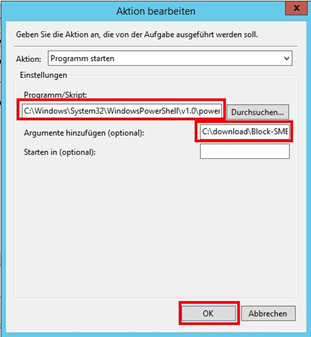 Aktion bearbeiten
Geben Sie die Aktion an, die von der Aufgabe ausgeführt werden soll.
Aktion: Programm starten
Einstellungen
Programm/Skript:
C:\Windows\System32\WindowsPowerShell\v1.0\power Durchsuchen...
Argumente hinzufügen (optional): C:\download\Block-SME
Starten in (optional):
OK Abbrechen